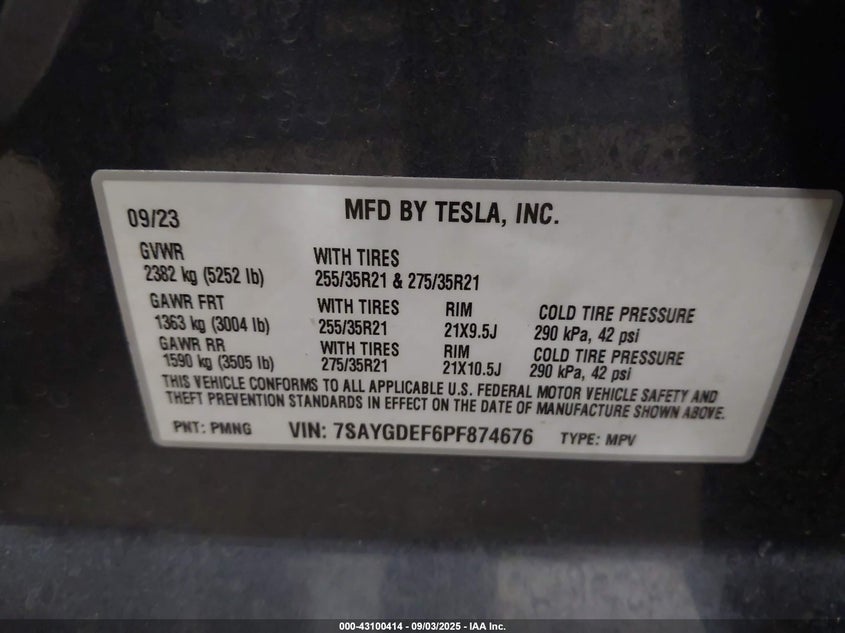 09/23 MFD BY TESLA, INC.
GVWR WITH TIRES
2382 kg (5252 lb) 255/35R21 & 275/35R21
GAWR FRT WITH TIRES RIM COLD TIRE PRESSURE
1363 kg (3004 lb) 255/35R21 21X9.5J 290 kPa, 42 psi
GAWR RR WITH TIRES RIM COLD TIRE PRESSURE
1590 kg (3505 lb) 275/35R21 21X10.5J 290 kPa, 42 psi
THIS VEHICLE CONFORMS TO ALL APPLICABLE U.S. FEDERAL MOTOR VEHICLE SAFETY AND
THEFT PREVENTION STANDARDS IN EFFECT ON THE DATE OF MANUFACTURE SHOWN ABOVE.
PNT: PMNG VIN: 7SAYGDEF6PF874676 TYPE: MPV
000-43100414 - 09/03/2025 - IAA Inc.